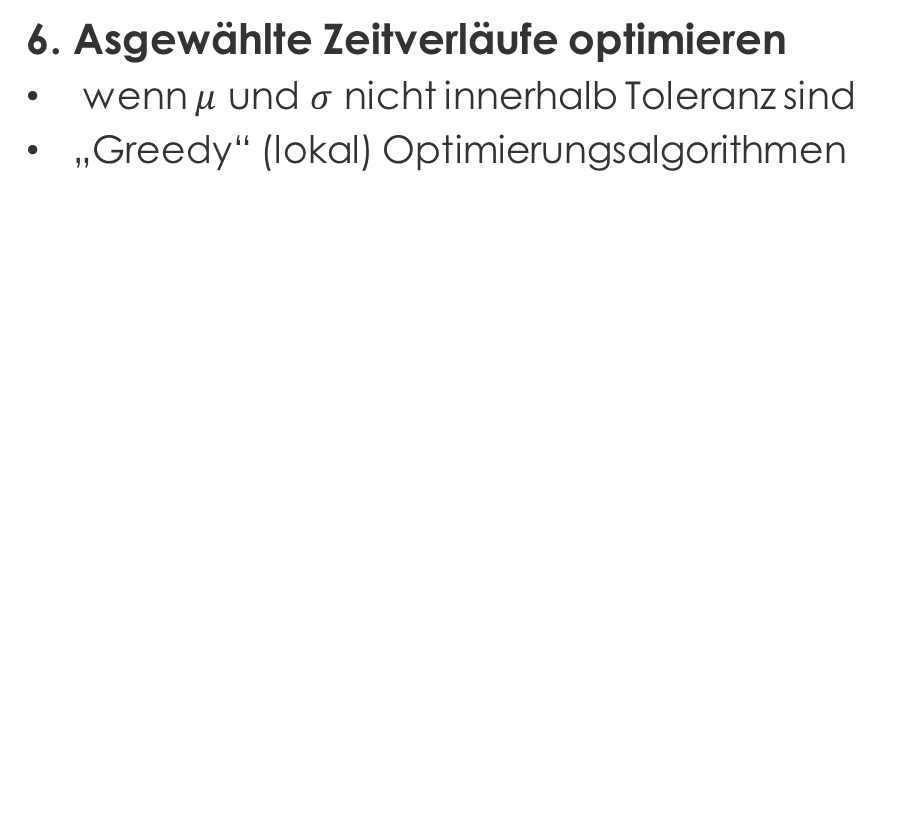 6. Asgewählte Zeitverläufe optimieren
• wenn μ und σ nicht innerhalb Toleranz sind
• „Greedy“ (lokal) Optimierungsalgorithmen